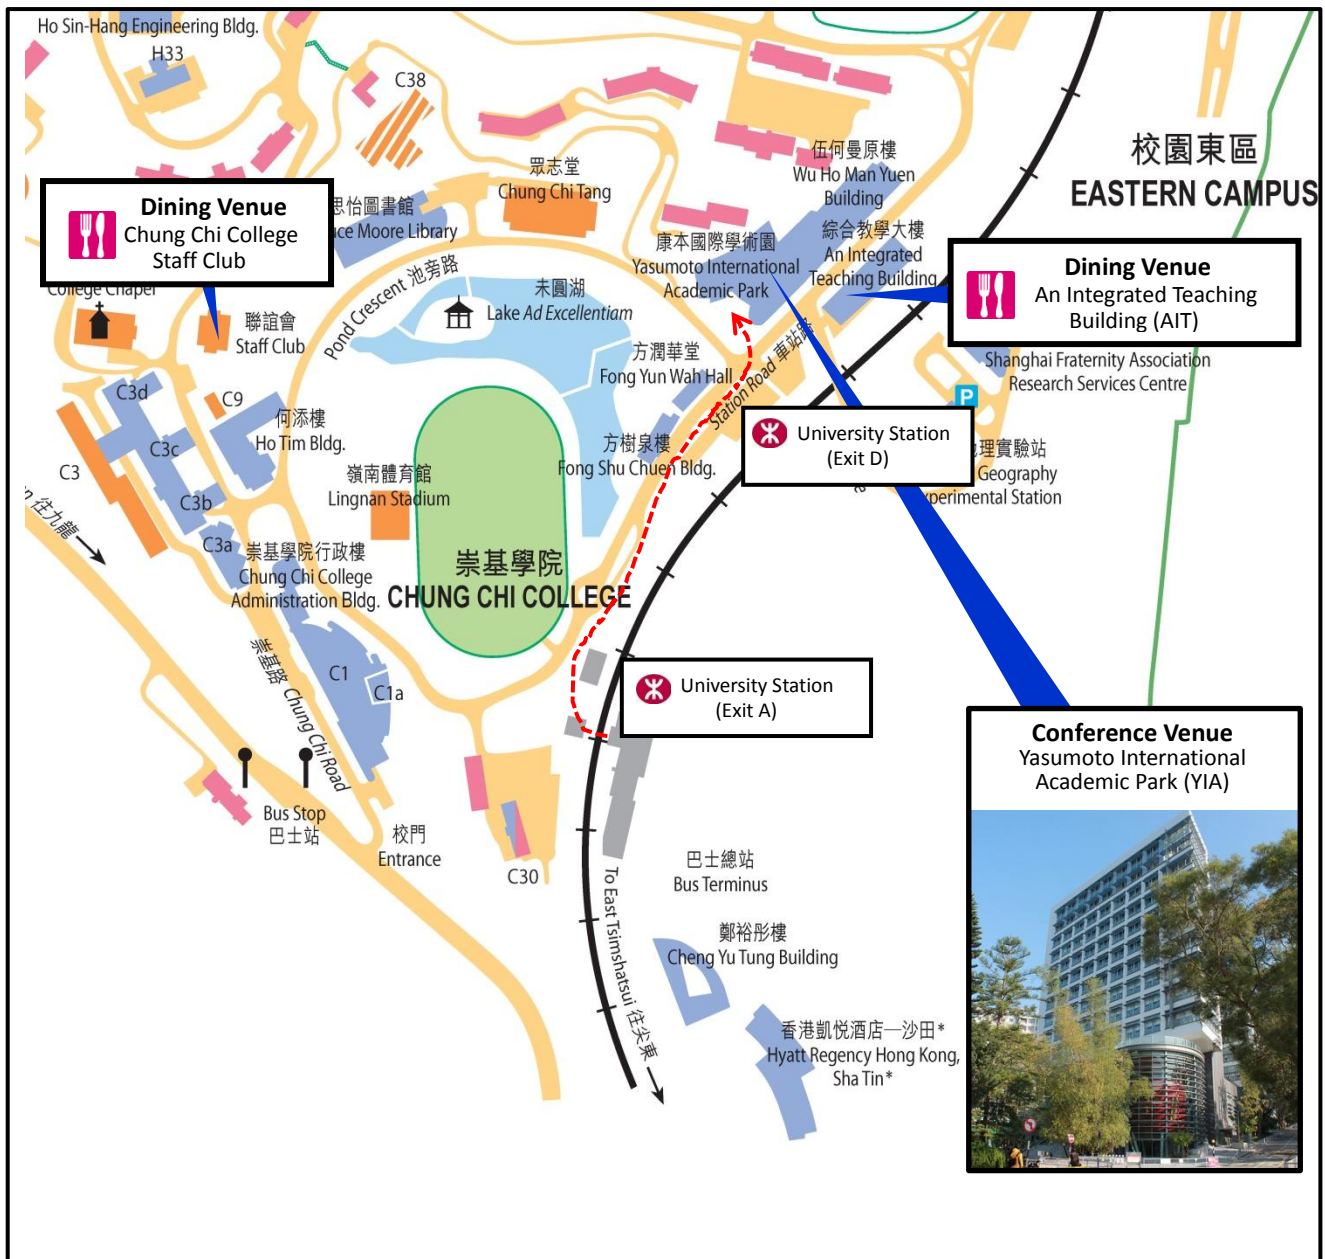 Ho Sin-Hang Engineering Bldg.
H33
C38
眾志堂
Chung Chi Tang
伍何曼原樓
Wu Ho Man Yuen
Building
校園東區
EASTERN CAMPUS
Dining Venue
Chung Chi College
Staff Club
思怡圖書館
Moore Library
College Chapel
聯誼會
Staff Club
Pond Crescent 池旁路
未圓湖
Lake Ad Excellentiam
康本國際學術園
Yasumoto International
Academic Park
綜合教學大樓
An Integrated
Teaching Building
Dining Venue
An Integrated Teaching
Building (AIT)
Shanghai Fraternity Association
Research Services Centre
P
方潤華堂
Fong Yun Wah Hall
Station Road 車站路
C3d
C9
C3c
C3
C3b
C3a
何添樓
Ho Tim Bldg.
嶺南體育館
Lingnan Stadium
方樹泉樓
Fong Shu Chuen Bldg.
University Station
(Exit D)
地理實驗站
Geography
Experimental Station
往九龍
崇基學院行政樓
Chung Chi College
Administration Bldg.
崇基學院
CHUNG CHI COLLEGE
崇基路 Chung Chi Road
C1
C1a
University Station
(Exit A)
Bus Stop
巴士站
校門
Entrance
C30
To East Tsimshatsui 往尖東
巴士總站
Bus Terminus
鄭裕彤樓
Cheng Yu Tung Building
香港凱悦酒店—沙田*
Hyatt Regency Hong Kong,
Sha Tin*
Conference Venue
Yasumoto International
Academic Park (YIA)